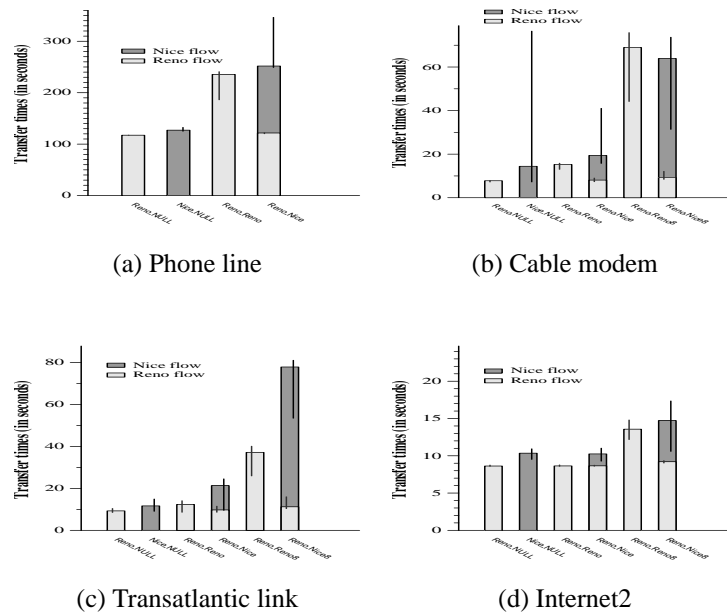 Transfer times (in seconds)
300
200
100
0
Nice flow
Reno flow
Reno,NULL
Nice,NULL
Reno,Reno
Reno,Nice
(a) Phone line
Transfer times (in seconds)
60
40
20
0
Nice flow
Reno flow
Reno,NULL
Nice,NULL
Reno,Reno
Reno,Nice
Reno,Reno8
Reno,Nice8
(b) Cable modem
Transfer times (in seconds)
80
60
40
20
0
Nice flow
Reno flow
Reno,NULL
Nice,NULL
Reno,Reno
Reno,Nice
Reno,Reno8
Reno,Nice8
(c) Transatlantic link
Transfer times (in seconds)
20
15
10
5
0
Nice flow
Reno flow
Reno,NULL
Nice,NULL
Reno,Reno
Reno,Nice
Reno,Reno8
Reno,Nice8
(d) Internet2